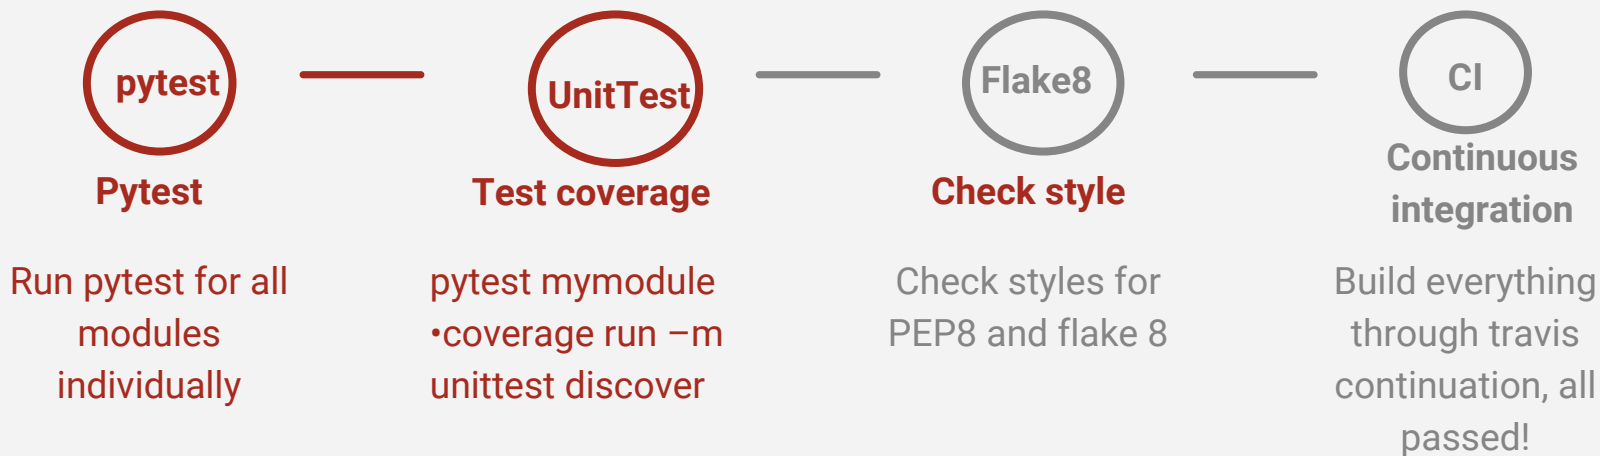 pytest
UnitTest
Flake8
CI
Pytest
Test coverage
Check style
Continuous
integration
Run pytest for all
modules
individually
pytest mymodule
•coverage run –m
unittest discover
Check styles for
PEP8 and flake 8
Build everything
through travis
continuation, all
passed!